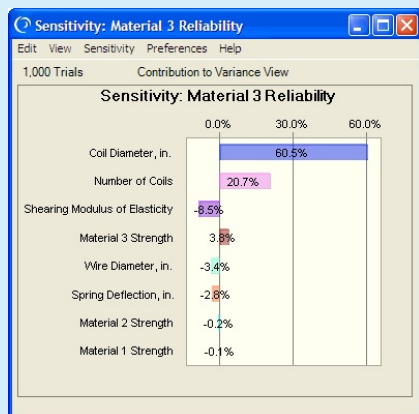 Sensitivity: Material 3 Reliability
Edit View Sensitivity Preferences Help
1,000 Trials Contribution to Variance View
Sensitivity: Material 3 Reliability
0.0% 30.0% 60.0%
Coil Diameter, in. 60.5%
Number of Coils 20.7%
Shearing Modulus of Elasticity -8.5%
Material 3 Strength 3.8%
Wire Diameter, in. -3.4%
Spring Deflection, in. -2.8%
Material 2 Strength -0.2%
Material 1 Strength -0.1%